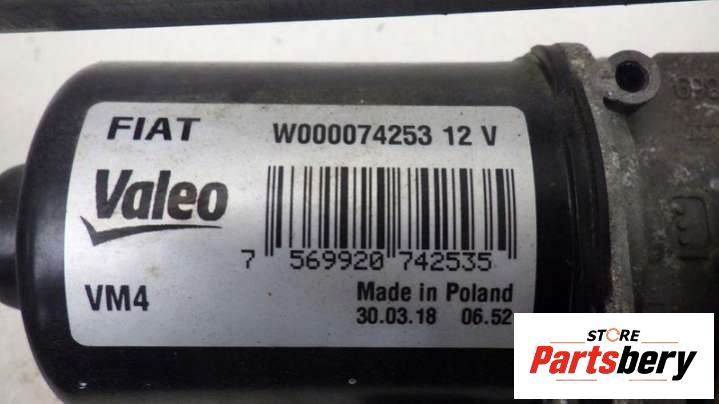 FIAT W000074253 12 V
Valeo
7 569920 742535
VM4 Made in Poland
30.03.18 06.52
STORE
Partsbery